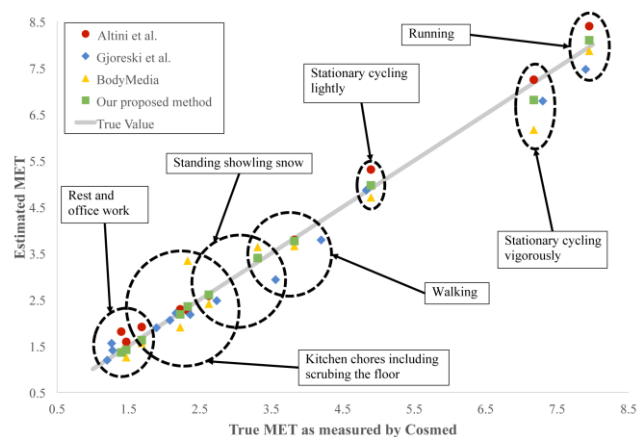 8.5
7.5
6.5
5.5
4.5
3.5
2.5
1.5
0.5
Estimated MET
Altini et al.
Gjoreski et al.
BodyMedia
Our proposed method
True Value
Running
Stationary cycling
lightly
Standing showling snow
Rest and
office work
Stationary cycling
vigorously
Walking
Kitchen chores including
scrubing the floor
0.5 1.5 2.5 3.5 4.5 5.5 6.5 7.5 8.5
True MET as measured by Cosmed